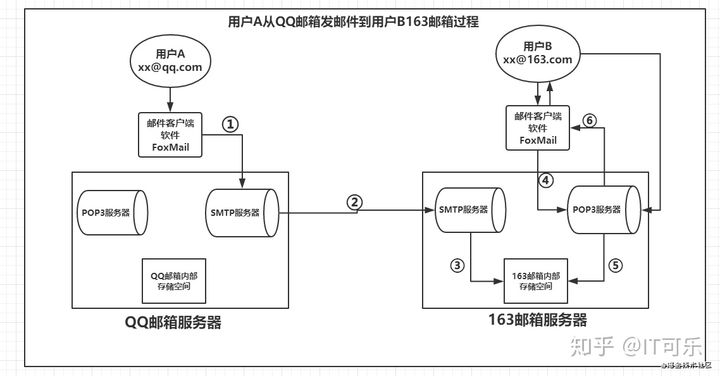 用户A从QQ邮箱发邮件到用户B163邮箱过程
用户A
xx@qq.com
用户B
xx@163.com
邮件客户端
软件
FoxMail
①
邮件客户端
软件
FoxMail
⑥
④
POP3服务器
SMTP服务器
②
SMTP服务器
POP3服务器
③
⑤
QQ邮箱内部
存储空间
163邮箱内部
存储空间
QQ邮箱服务器
163邮箱服务器
知乎 @IT可乐